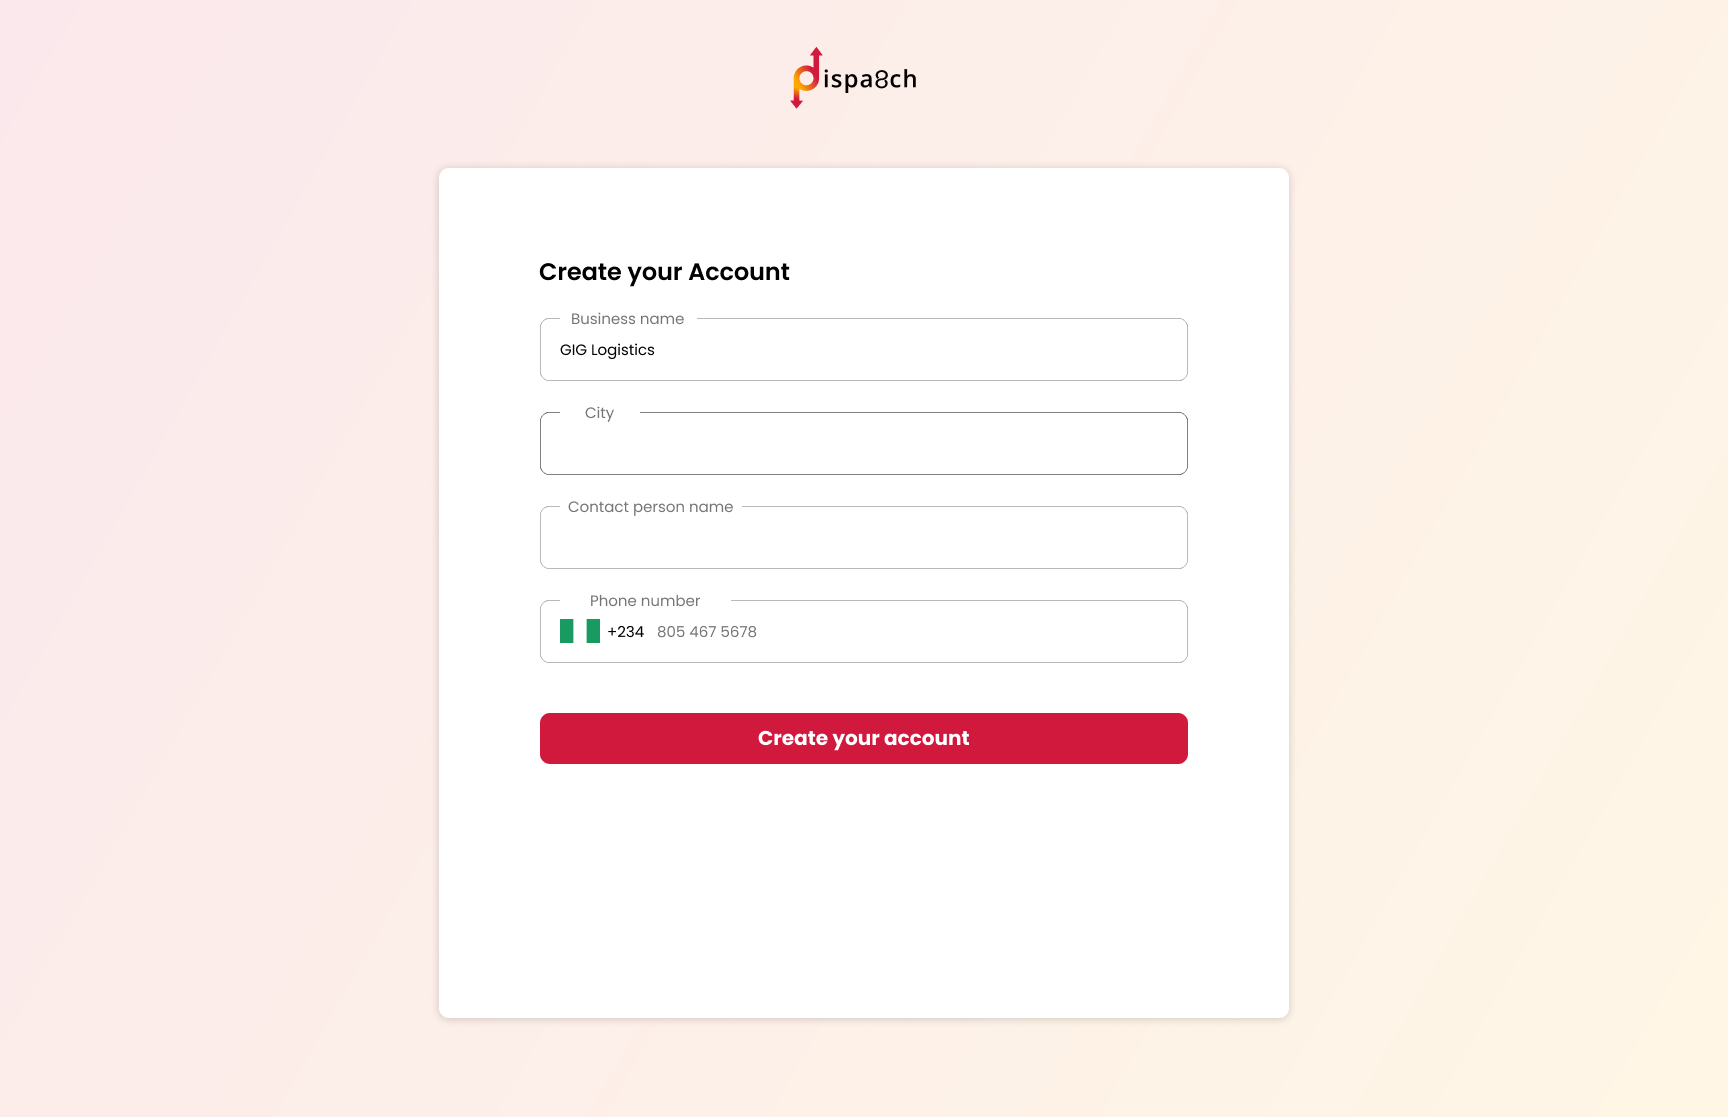 dispa8ch
Create your Account
Business name
GIG Logistics
City
Contact person name
Phone number
+234 805 467 5678
Create your account